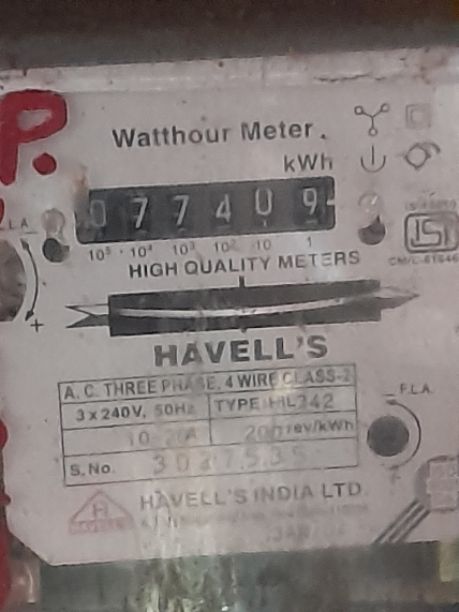 P.
Watthour Meter.
kWh
077409
10⁵ 10⁴ 10³ 10² 10 1
HIGH QUALITY METERS
HAVELL'S
A.C. THREE PHASE, 4 WIRE CLASS-2
3 x 240V, 50Hz TYPE HL342
rev/kWh
F.L.A.
S. No.
HAVELL'S INDIA LTD.